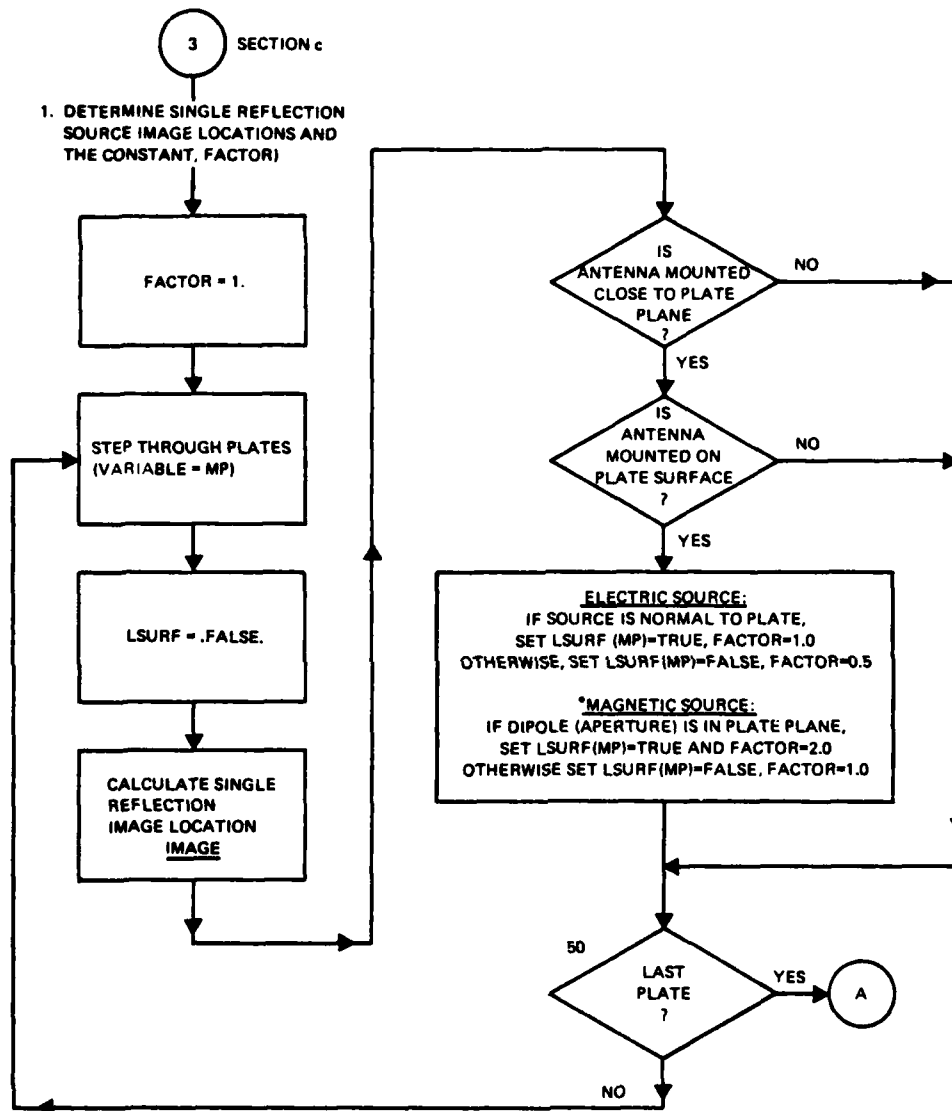 3
SECTION c
1. DETERMINE SINGLE REFLECTION
SOURCE IMAGE LOCATIONS AND
THE CONSTANT, FACTOR)
FACTOR = 1.
STEP THROUGH PLATES
(VARIABLE = MP)
LSURF = .FALSE.
CALCULATE SINGLE
REFLECTION
IMAGE LOCATION
IMAGE
IS
ANTENNA MOUNTED
CLOSE TO PLATE
PLANE
?
NO
YES
IS
ANTENNA
MOUNTED ON
PLATE SURFACE
?
NO
YES
ELECTRIC SOURCE:
IF SOURCE IS NORMAL TO PLATE,
SET LSURF (MP)=TRUE, FACTOR=1.0
OTHERWISE, SET LSURF(MP)=FALSE, FACTOR=0.5
*MAGNETIC SOURCE:
IF DIPOLE (APERTURE) IS IN PLATE PLANE,
SET LSURF(MP)=TRUE AND FACTOR=2.0
OTHERWISE SET LSURF(MP)=FALSE, FACTOR=1.0
50
LAST
PLATE
?
YES
A
NO